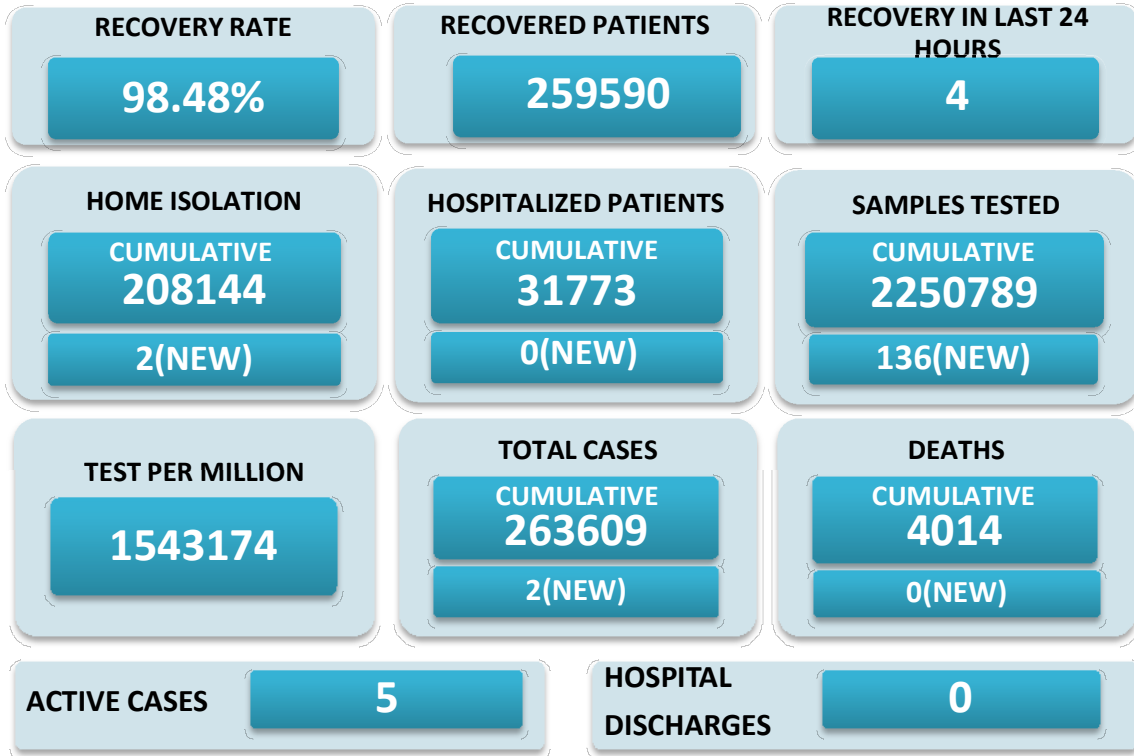 RECOVERY RATE
98.48%
RECOVERED PATIENTS
259590
RECOVERY IN LAST 24
HOURS
4
HOME ISOLATION
CUMULATIVE
208144
2(NEW)
HOSPITALIZED PATIENTS
CUMULATIVE
31773
0(NEW)
SAMPLES TESTED
CUMULATIVE
2250789
136(NEW)
TEST PER MILLION
1543174
TOTAL CASES
CUMULATIVE
263609
2(NEW)
DEATHS
CUMULATIVE
4014
0(NEW)
ACTIVE CASES
5
HOSPITAL
DISCHARGES
0